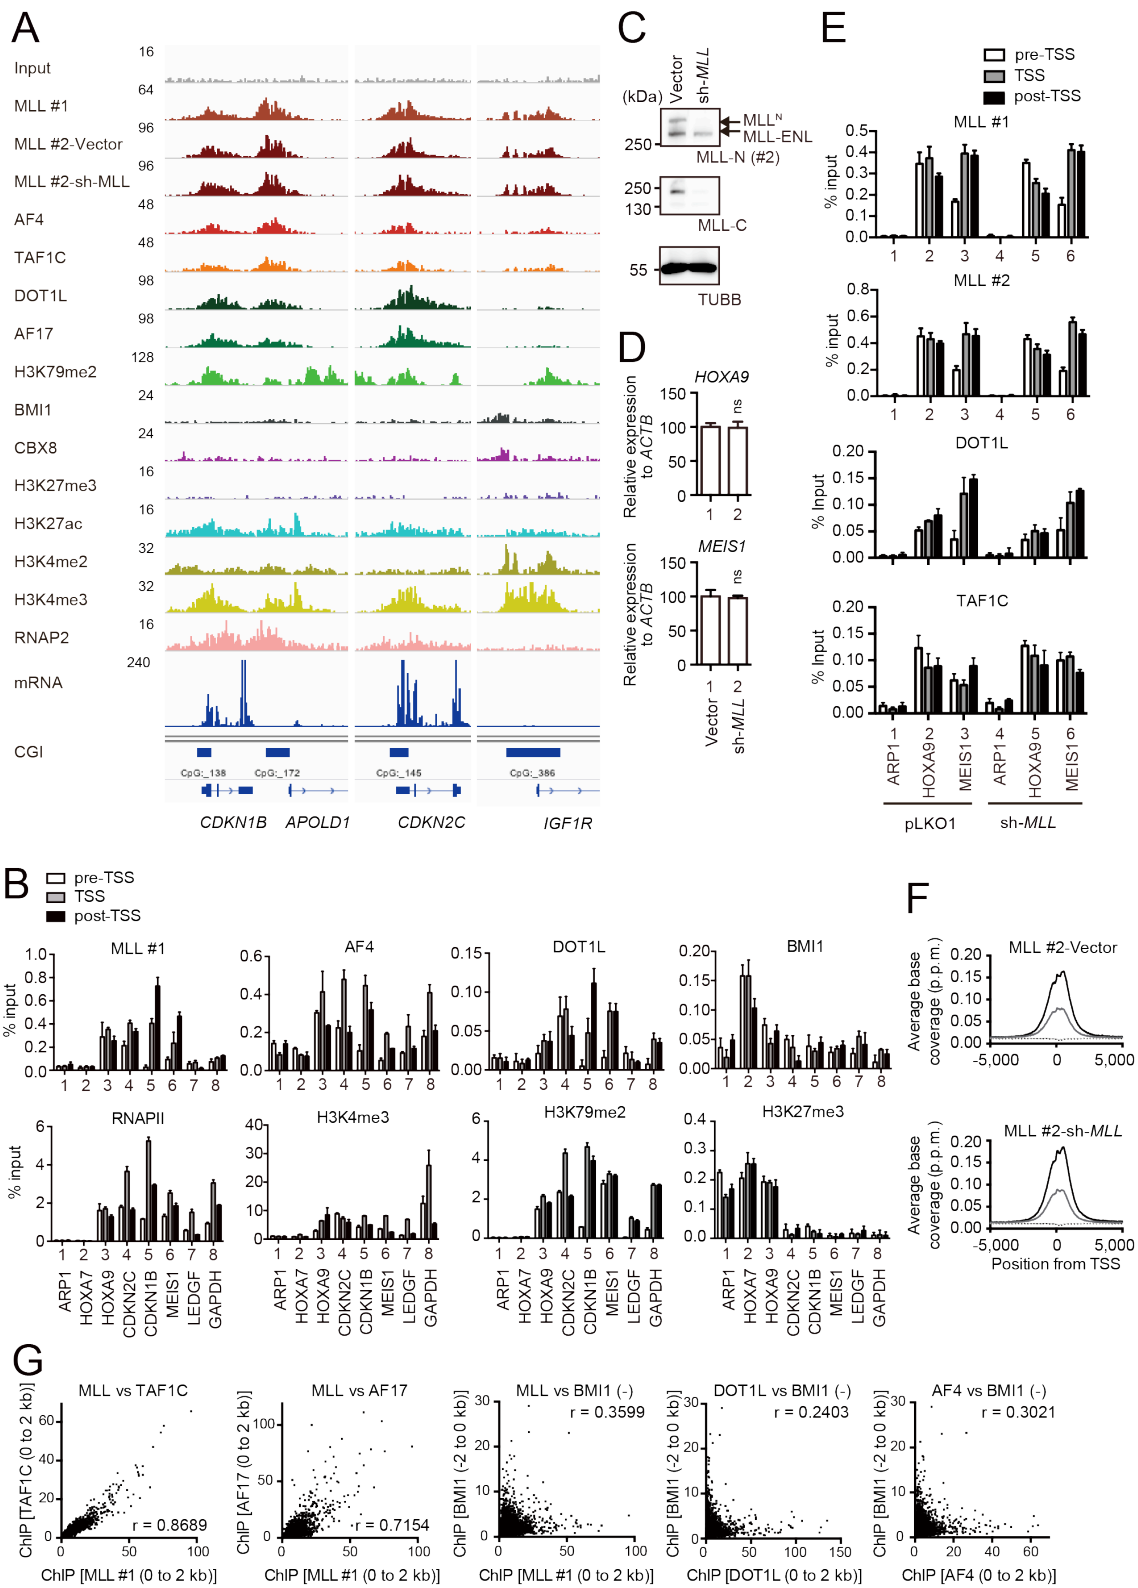 A
Input
16
MLL #1
64
MLL #2-Vector
96
MLL #2-sh-MLL
96
AF4
48
TAF1C
48
DOT1L
98
AF17
98
H3K79me2
128
BMI1
24
CBX8
24
H3K27me3
16
H3K27ac
16
H3K4me2
32
H3K4me3
32
RNAP2
16
mRNA
240
CGI
CpG:_138 CpG:_172 CpG:_145 CpG:_386
CDKN1B APOLD1 CDKN2C IGF1R
C
Vector
sh-MLL
(kDa)
MLLᴺ
MLL-ENL
250
MLL-N (#2)
250
130
MLL-C
55
TUBB
D
HOXA9
Relative expression
to ACTB
150
100
50
0
ns
1 2
MEIS1
Relative expression
to ACTB
150
100
50
0
ns
1 2
Vector
sh-MLL
E
pre-TSS
TSS
post-TSS
MLL #1
% input
0.5
0.4
0.3
0.2
0.1
0.0
1 2 3 4 5 6
MLL #2
% input
0.8
0.6
0.4
0.2
0.0
1 2 3 4 5 6
DOT1L
% Input
0.20
0.15
0.10
0.05
0.00
TAF1C
% Input
0.20
0.15
0.10
0.05
0.00
1 2 3 4 5 6
ARP1 HOXA9 MEIS1 ARP1 HOXA9 MEIS1
pLKO1 sh-MLL
B
pre-TSS
TSS
post-TSS
MLL #1
% input
1.0
0.8
0.6
0.4
0.2
0.0
1 2 3 4 5 6 7 8
AF4
0.6
0.4
0.2
0.0
1 2 3 4 5 6 7 8
DOT1L
0.15
0.10
0.05
0.00
1 2 3 4 5 6 7 8
BMI1
0.20
0.15
0.10
0.05
0.00
1 2 3 4 5 6 7 8
RNAPII
% input
6
4
2
0
1 2 3 4 5 6 7 8
ARP1 HOXA7 HOXA9 CDKN2C CDKN1B MEIS1 LEDGF GAPDH
H3K4me3
40
30
20
10
0
1 2 3 4 5 6 7 8
ARP1 HOXA7 HOXA9 CDKN2C CDKN1B MEIS1 LEDGF GAPDH
H3K79me2
6
4
2
0
1 2 3 4 5 6 7 8
ARP1 HOXA7 HOXA9 CDKN2C CDKN1B MEIS1 LEDGF GAPDH
H3K27me3
0.4
0.3
0.2
0.1
0.0
1 2 3 4 5 6 7 8
ARP1 HOXA7 HOXA9 CDKN2C CDKN1B MEIS1 LEDGF GAPDH
F
MLL #2-Vector
Average base
coverage (p.p.m.)
0.20
0.15
0.10
0.05
0.00
-5,000 0 5,000
MLL #2-sh-MLL
Average base
coverage (p.p.m.)
0.20
0.15
0.10
0.05
0.00
-5,000 0 5,000
Position from TSS
G
MLL vs TAF1C
ChIP [TAF1C (0 to 2 kb)]
60
40
20
0
r = 0.8689
0 50 100
ChIP [MLL #1 (0 to 2 kb)]
MLL vs AF17
ChIP [AF17 (0 to 2 kb)]
100
50
0
r = 0.7154
0 50 100
ChIP [MLL #1 (0 to 2 kb)]
MLL vs BMI1 (-)
r = 0.3599
ChIP [BMI1 (-2 to 0 kb)]
30
20
10
0
0 50 100
ChIP [MLL #1 (0 to 2 kb)]
DOT1L vs BMI1 (-)
r = 0.2403
ChIP [BMI1 (-2 to 0 kb)]
30
20
10
0
0 50 100 150
ChIP [DOT1L (0 to 2 kb)]
AF4 vs BMI1 (-)
r = 0.3021
ChIP [BMI1 (-2 to 0 kb)]
30
20
10
0
0 20 40 60
ChIP [AF4 (0 to 2 kb)]